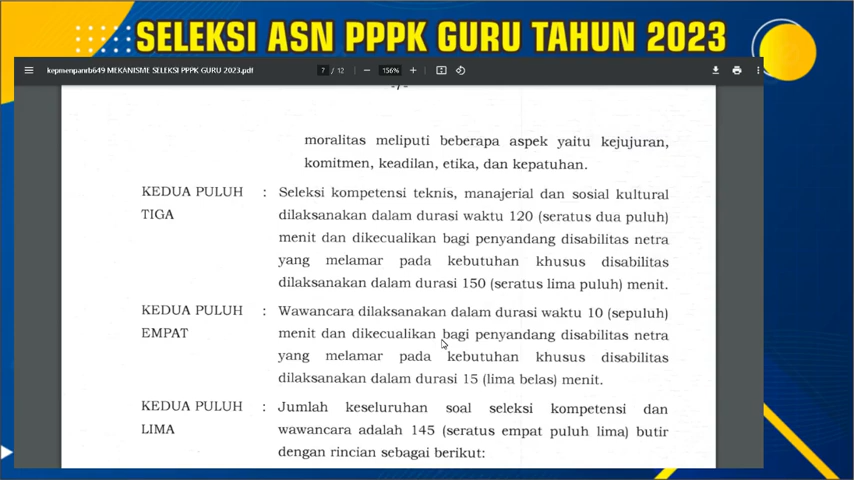 SELEKSI ASN PPPK GURU TAHUN 2023
kepmenpanrb649 MEKANISME SELEKSI PPPK GURU 2023.pdf
7 / 12
156%
moralitas meliputi beberapa aspek yaitu kejujuran,
komitmen, keadilan, etika, dan kepatuhan.
KEDUA PULUH : Seleksi kompetensi teknis, manajerial dan sosial kultural
TIGA dilaksanakan dalam durasi waktu 120 (seratus dua puluh)
menit dan dikecualikan bagi penyandang disabilitas netra
yang melamar pada kebutuhan khusus disabilitas
dilaksanakan dalam durasi 150 (seratus lima puluh) menit.
KEDUA PULUH : Wawancara dilaksanakan dalam durasi waktu 10 (sepuluh)
EMPAT menit dan dikecualikan bagi penyandang disabilitas netra
yang melamar pada kebutuhan khusus disabilitas
dilaksanakan dalam durasi 15 (lima belas) menit.
KEDUA PULUH : Jumlah keseluruhan soal seleksi kompetensi dan
LIMA wawancara adalah 145 (seratus empat puluh lima) butir
dengan rincian sebagai berikut: